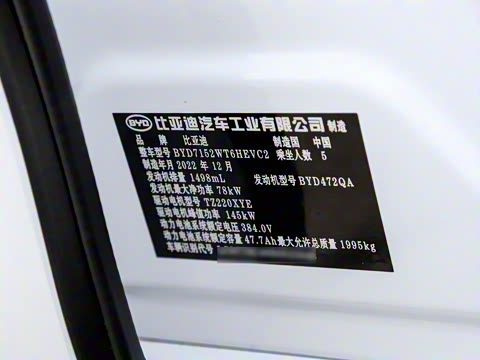 BYD 比亚迪汽车工业有限公司 制造
品 牌 比亚迪 制造国 中国
整车型号 BYD7152WT6HEVC2 乘坐人数 5
制造年月 2022 年 12 月
发动机排量 1498mL 发动机型号 BYD472QA
发动机最大净功率 78kW
驱动电机型号 TZ220XYE
驱动电机峰值功率 145kW
动力电池系统额定电压 384.0V
动力电池系统额定容量 47.7Ah 最大允许总质量 1995kg
车辆识别代号